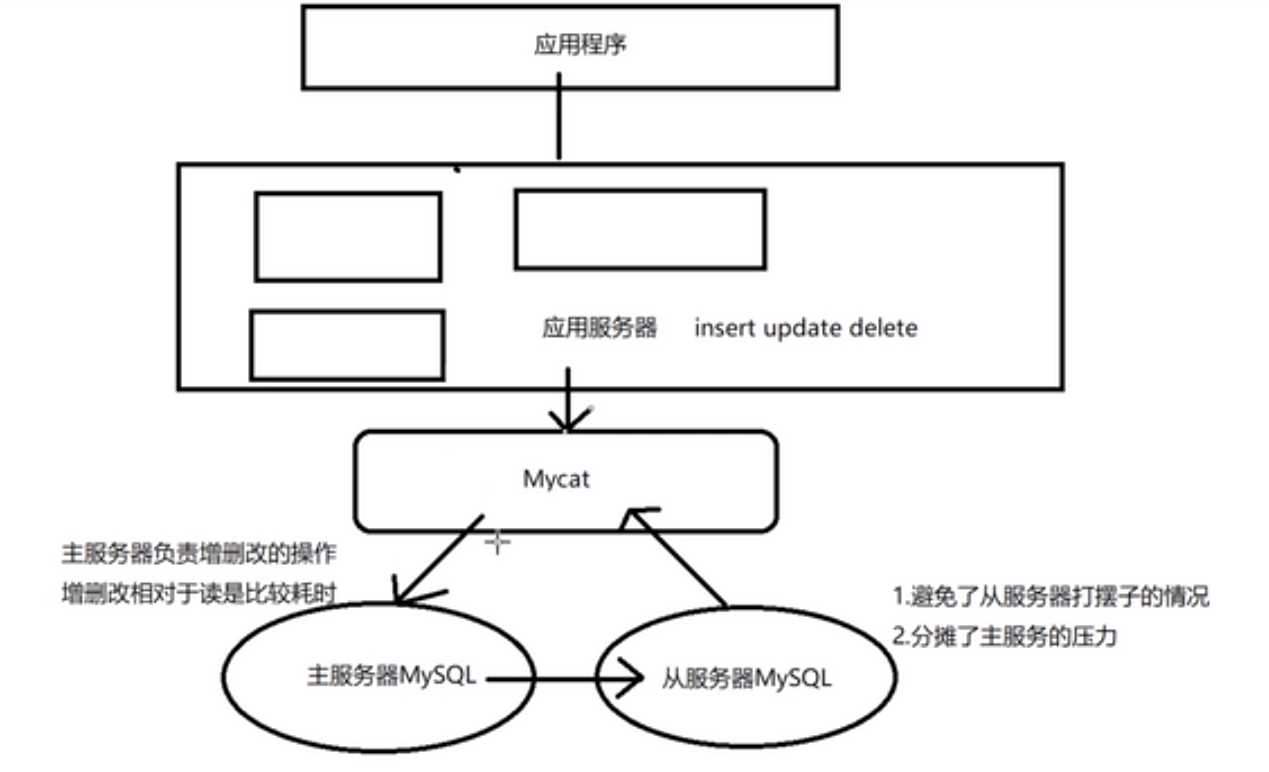 应用程序
应用服务器 insert update delete
Mycat
主服务器负责增删改的操作
增删改相对于读是比较耗时
1.避免了从服务器打摆子的情况
2.分摊了主服务的压力
主服务器MySQL
从服务器MySQL